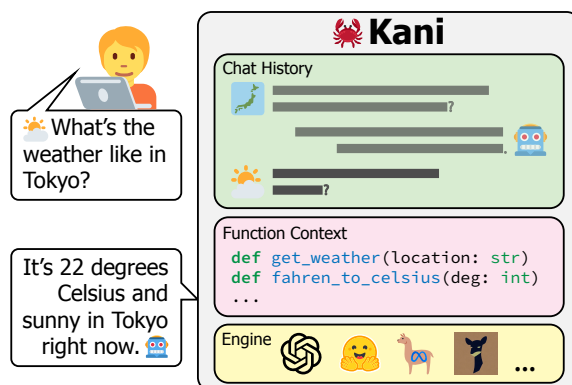 Kani
Chat History
?
.
?
What's the
weather like in
Tokyo?
Function Context
def get_weather(location: str)
def fahren_to_celsius(deg: int)
...
It's 22 degrees
Celsius and
sunny in Tokyo
right now.
Engine
...